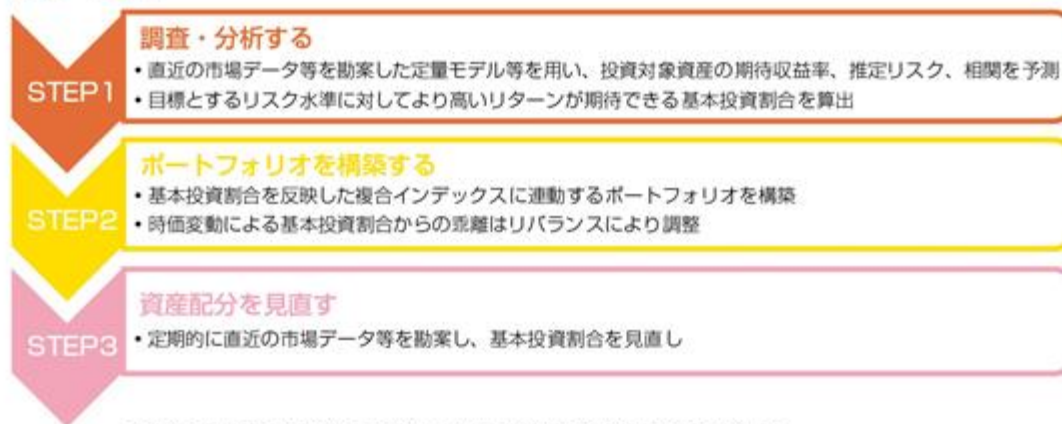 調査・分析する
STEP1
・直近の市場データ等を勘案した定量モデル等を用い、投資対象資産の期待収益率、推定リスク、相関を予測
・目標とするリスク水準に対してより高いリターンが期待できる基本投資割合を算出
ポートフォリオを構築する
STEP2
・基本投資割合を反映した複合インデックスに連動するポートフォリオを構築
・時価変動による基本投資割合からの乖離はリバランスにより調整
資産配分を見直す
STEP3
・定期的に直近の市場データ等を勘案し、基本投資割合を見直し